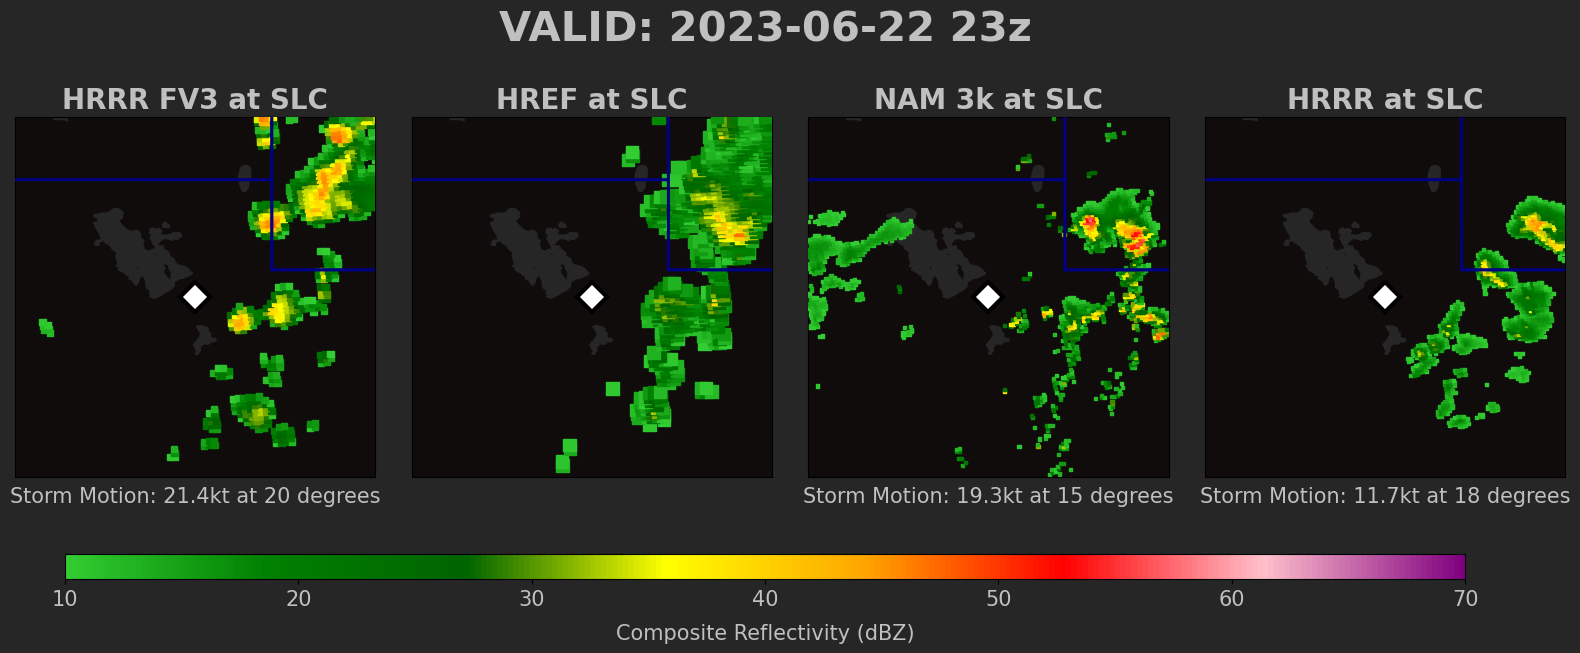 VALID: 2023-06-22 23z
HRRR FV3 at SLC
HREF at SLC
NAM 3k at SLC
HRRR at SLC
Storm Motion: 21.4kt at 20 degrees
Storm Motion: 19.3kt at 15 degrees
Storm Motion: 11.7kt at 18 degrees
10 20 30 40 50 60 70
Composite Reflectivity (dBZ)